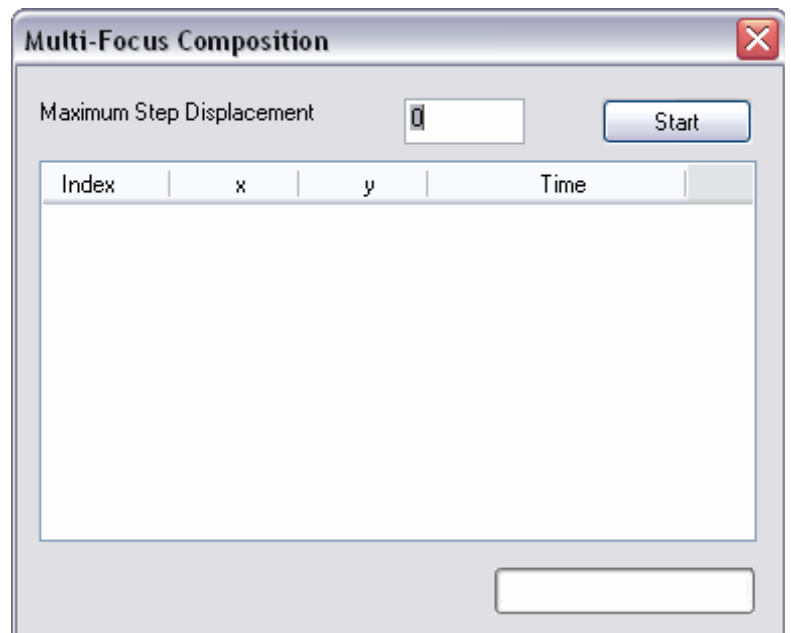 Multi-Focus Composition
Maximum Step Displacement 0 Start
Index x y Time